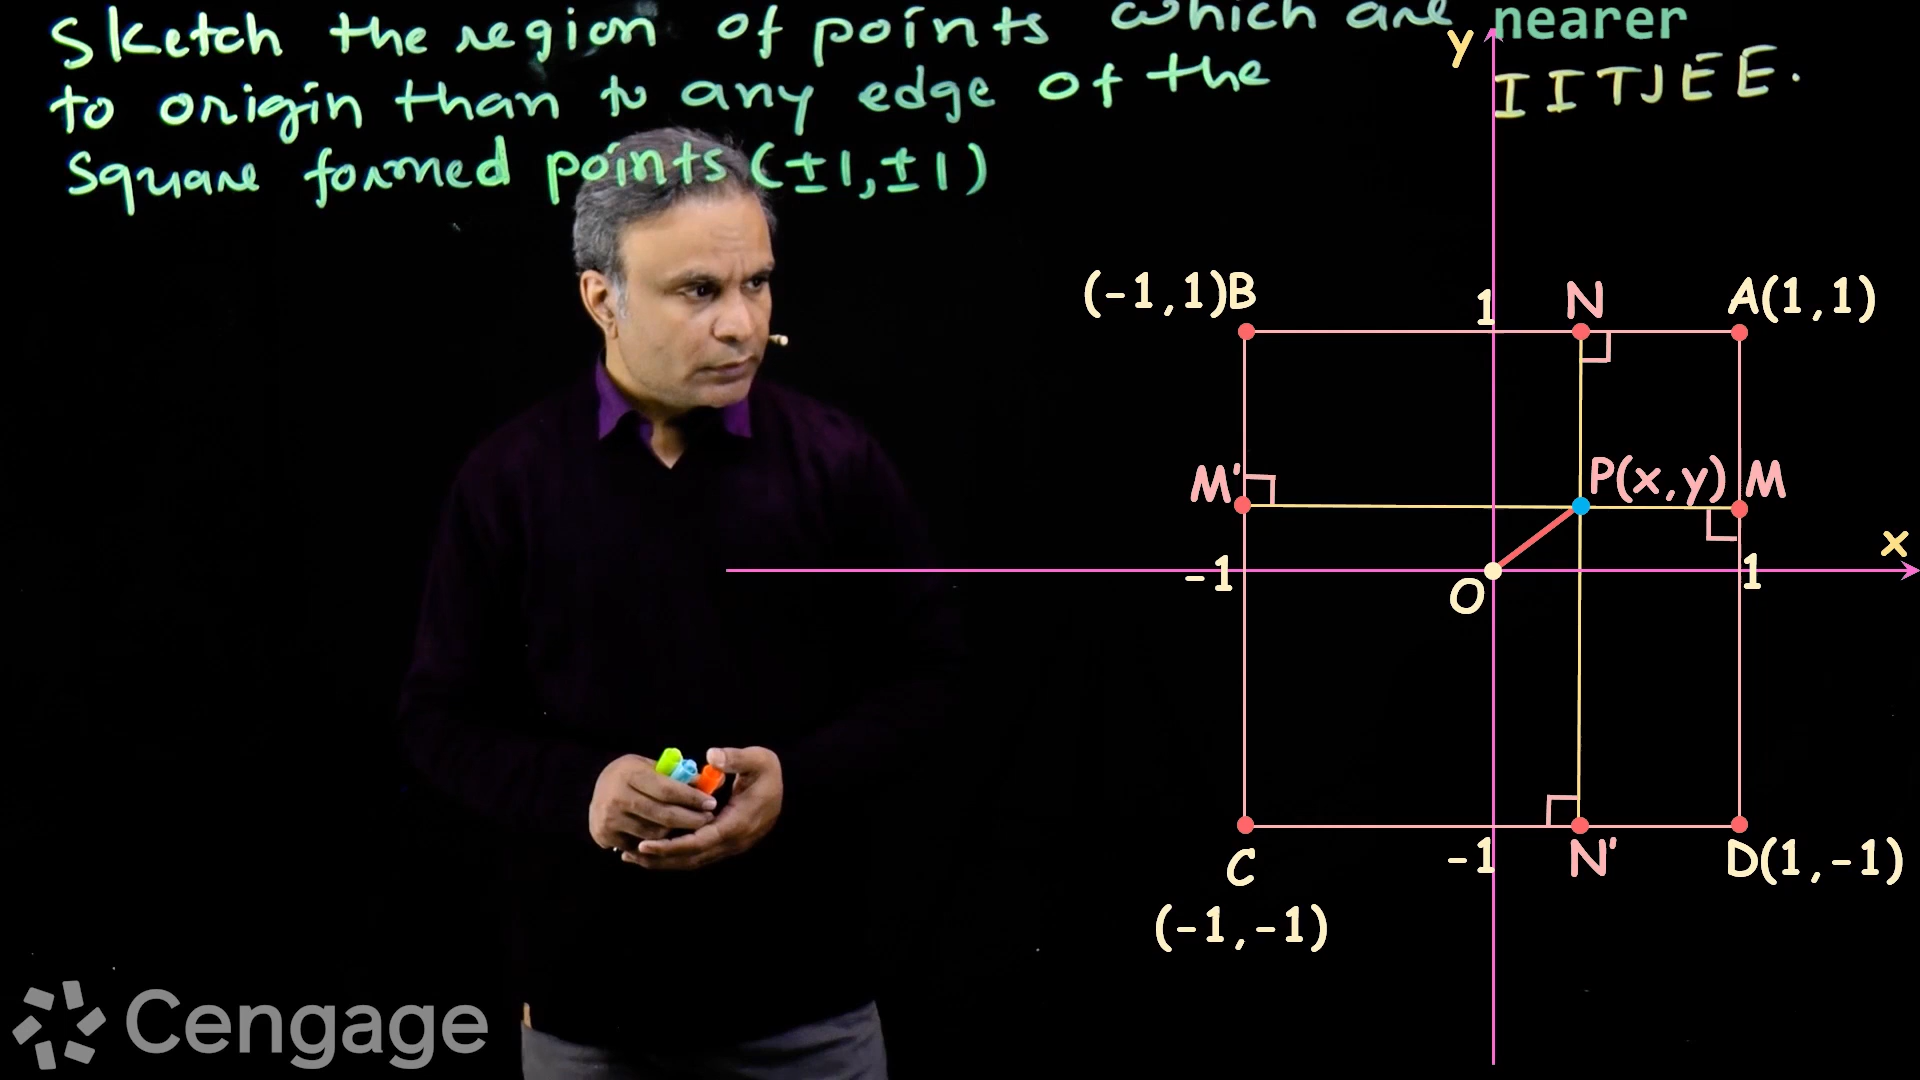 Sketch the region of points which are nearer
to origin than to any edge of the
Square formed points (±1,±1)
IITJEE.
y
(-1,1)B
1
N
A(1,1)
M'
P(x,y)
M
x
-1
O
1
C
-1
N'
D(1,-1)
(-1,-1)
Cengage